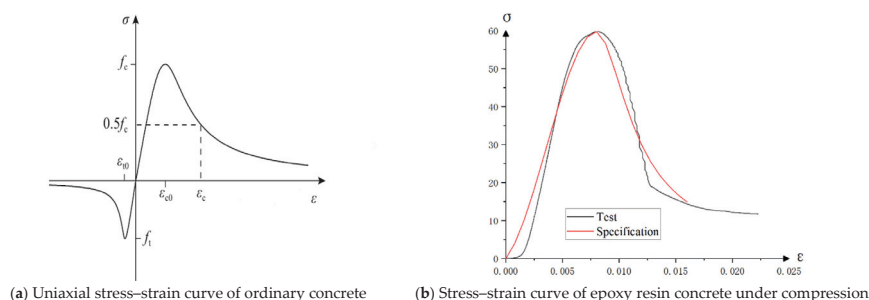 σ
f_c
0.5f_c
ε_t0
ε_c0
ε_c
ε
f_t
(a) Uniaxial stress–strain curve of ordinary concrete
σ
60
50
40
30
20
10
0
Test
Specification
0.000
0.005
0.010
0.015
0.020
0.025
ε
(b) Stress–strain curve of epoxy resin concrete under compression